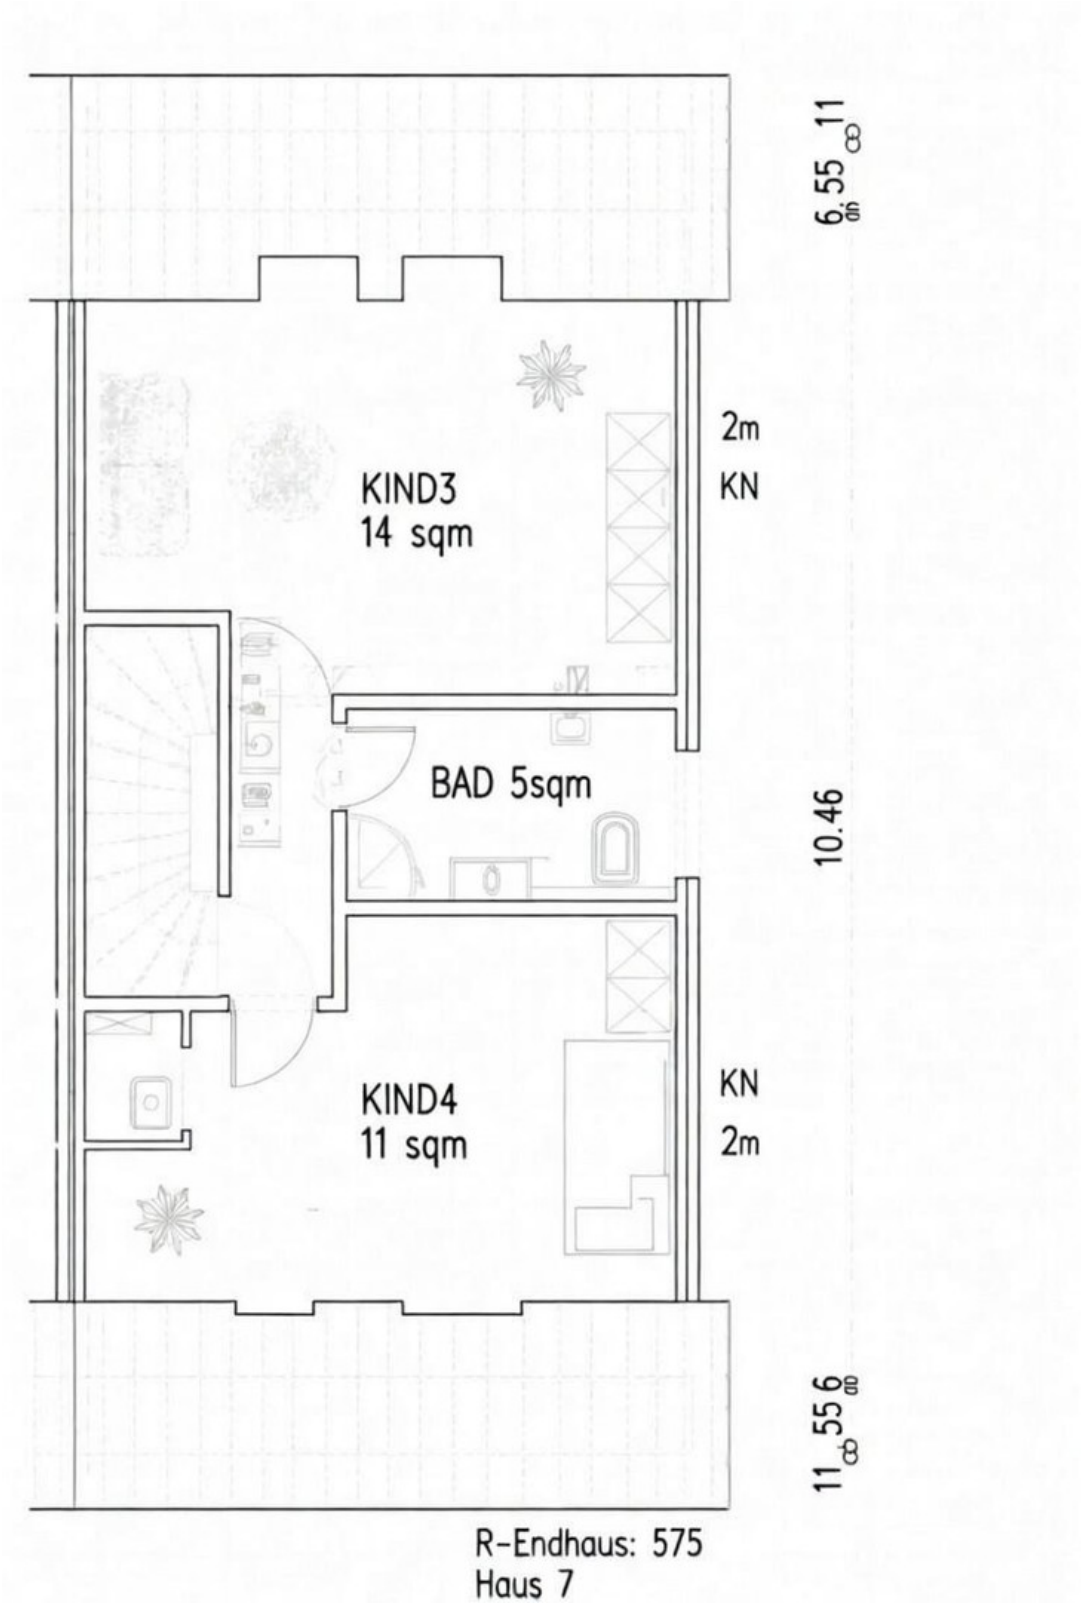 6.55 11
2m
KN
KIND3
14 sqm
BAD 5sqm
10.46
KIND4
11 sqm
KN
2m
11 55 6
R-Endhaus: 575
Haus 7